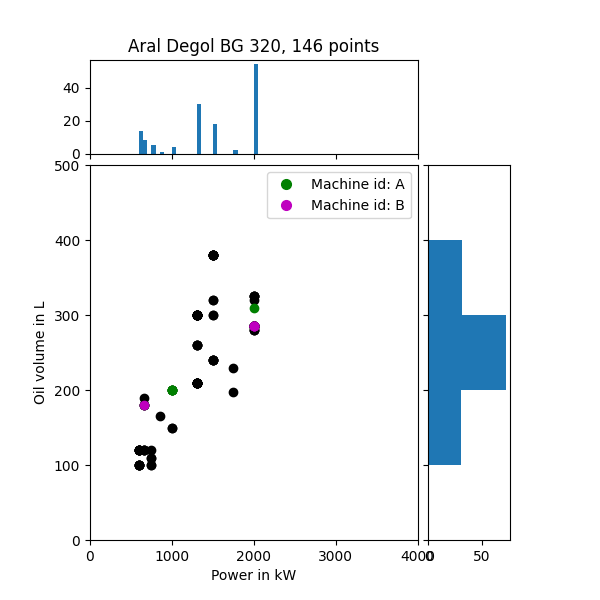 Aral Degol BG 320, 146 points
40
20
0
500
400
300
200
100
0
Oil volume in L
Machine id: A
Machine id: B
0 1000 2000 3000 4000
0 50
Power in kW